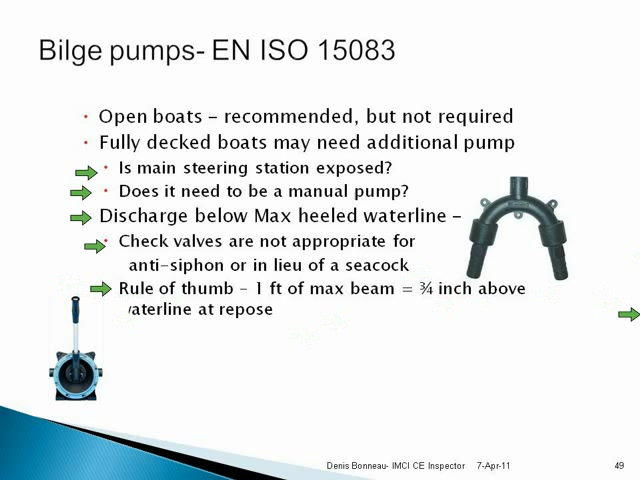 Bilge pumps- EN ISO 15083
Open boats – recommended, but not required
Fully decked boats may need additional pump
Is main steering station exposed?
Does it need to be a manual pump?
Discharge below Max heeled waterline –
Check valves are not appropriate for
anti-siphon or in lieu of a seacock
Rule of thumb – 1 ft of max beam = ¾ inch above
waterline at repose
Denis Bonneau- IMCI CE Inspector 7-Apr-11 49